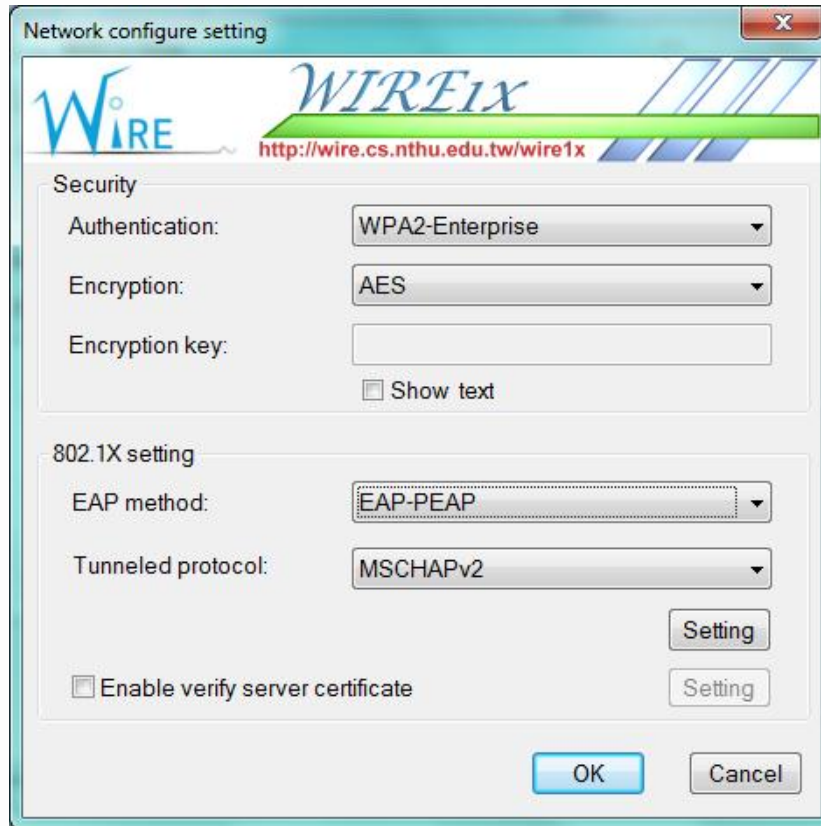 Network configure setting
WIRE
WIRE1X
http://wire.cs.nthu.edu.tw/wire1x
Security
Authentication: WPA2-Enterprise
Encryption: AES
Encryption key:
Show text
802.1X setting
EAP method: EAP-PEAP
Tunneled protocol: MSCHAPv2
Setting
Enable verify server certificate Setting
OK Cancel